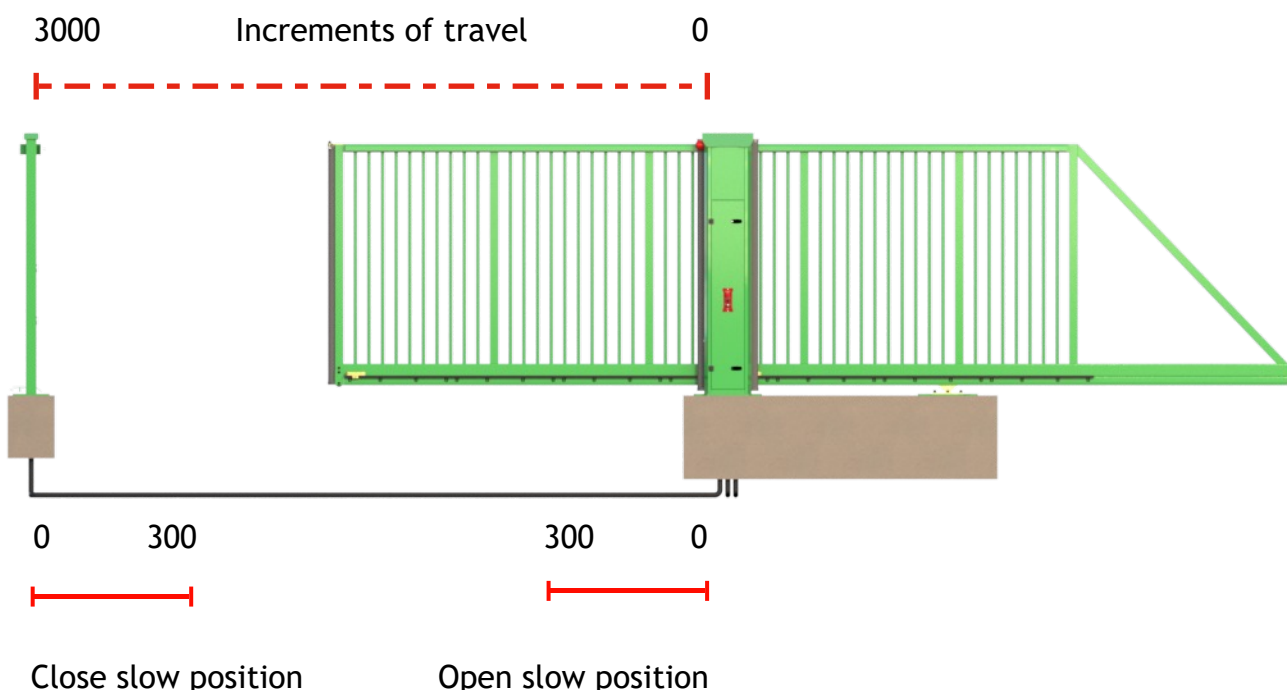 3000 Increments of travel 0
0 300 300 0
Close slow position Open slow position